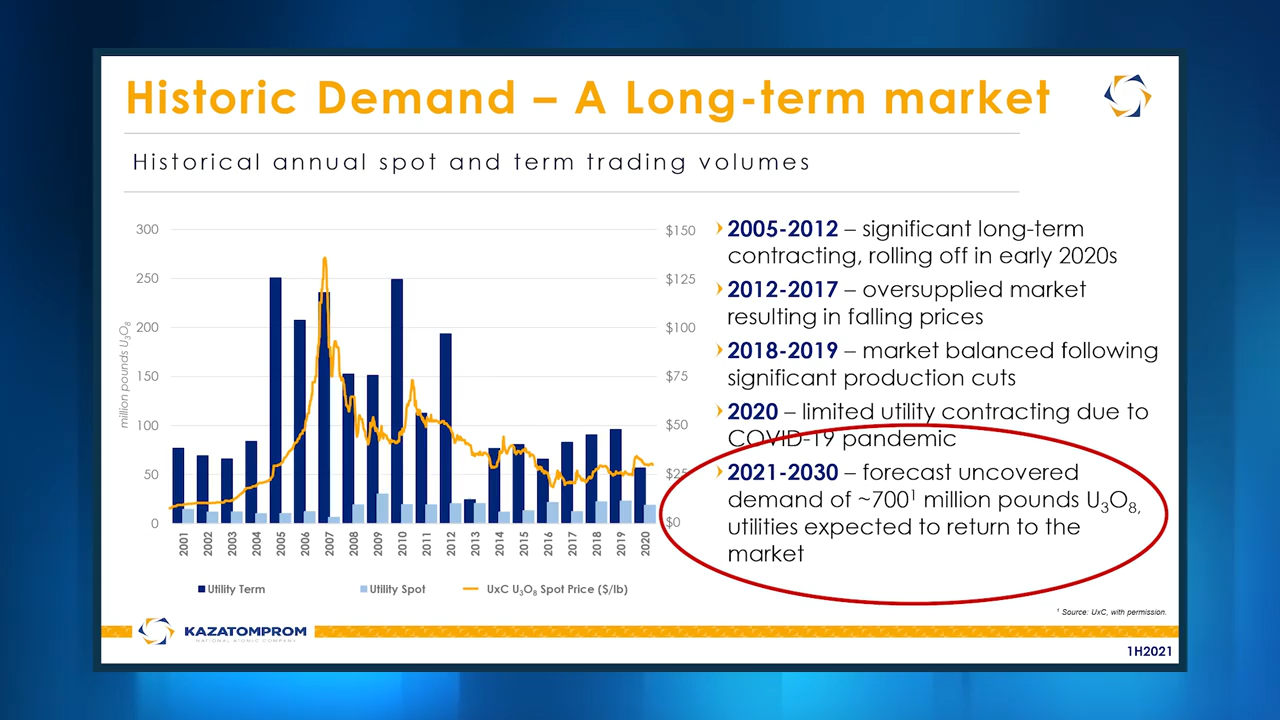 Historic Demand – A Long-term market
Historical annual spot and term trading volumes
300
250
200
150
100
50
0
million pounds U₃O₈
$150
$125
$100
$75
$50
$25
$0
2001
2002
2003
2004
2005
2006
2007
2008
2009
2010
2011
2012
2013
2014
2015
2016
2017
2018
2019
2020
Utility Term
Utility Spot
UxC U₃O₈ Spot Price ($/lb)
2005-2012 – significant long-term
contracting, rolling off in early 2020s
2012-2017 – oversupplied market
resulting in falling prices
2018-2019 – market balanced following
significant production cuts
2020 – limited utility contracting due to
COVID-19 pandemic
2021-2030 – forecast uncovered
demand of ~700¹ million pounds U₃O₈,
utilities expected to return to the
market
¹ Source: UxC, with permission.
KAZATOMPROM
NATIONAL ATOMIC COMPANY
1H2021